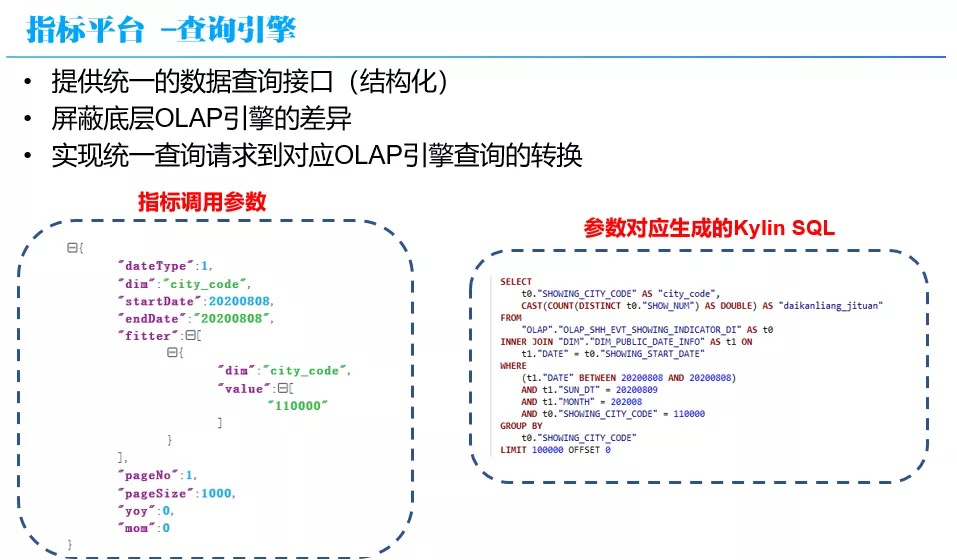 指标平台 -查询引擎
• 提供统一的数据查询接口（结构化）
• 屏蔽底层OLAP引擎的差异
• 实现统一查询请求到对应OLAP引擎查询的转换
指标调用参数
{
"dateType":1,
"dim":"city_code",
"startDate":20200808,
"endDate":"20200808",
"fitter":[
{
"dim":"city_code",
"value":[
"110000"
]
}
],
"pageNo":1,
"pageSize":1000,
"yoy":0,
"mom":0
}
参数对应生成的Kylin SQL
SELECT
t0."SHOWING_CITY_CODE" AS "city_code",
CAST(COUNT(DISTINCT t0."SHOW_NUM") AS DOUBLE) AS "daikanliang_jituan"
FROM
"OLAP"."OLAP_SHH_EVT_SHOWING_INDICATOR_DI" AS t0
INNER JOIN "DIM"."DIM_PUBLIC_DATE_INFO" AS t1 ON
t1."DATE" = t0."SHOWING_START_DATE"
WHERE
(t1."DATE" BETWEEN 20200808 AND 20200808)
AND t1."SUN_DT" = 20200809
AND t1."MONTH" = 202008
AND t0."SHOWING_CITY_CODE" = 110000
GROUP BY
t0."SHOWING_CITY_CODE"
LIMIT 100000 OFFSET 0